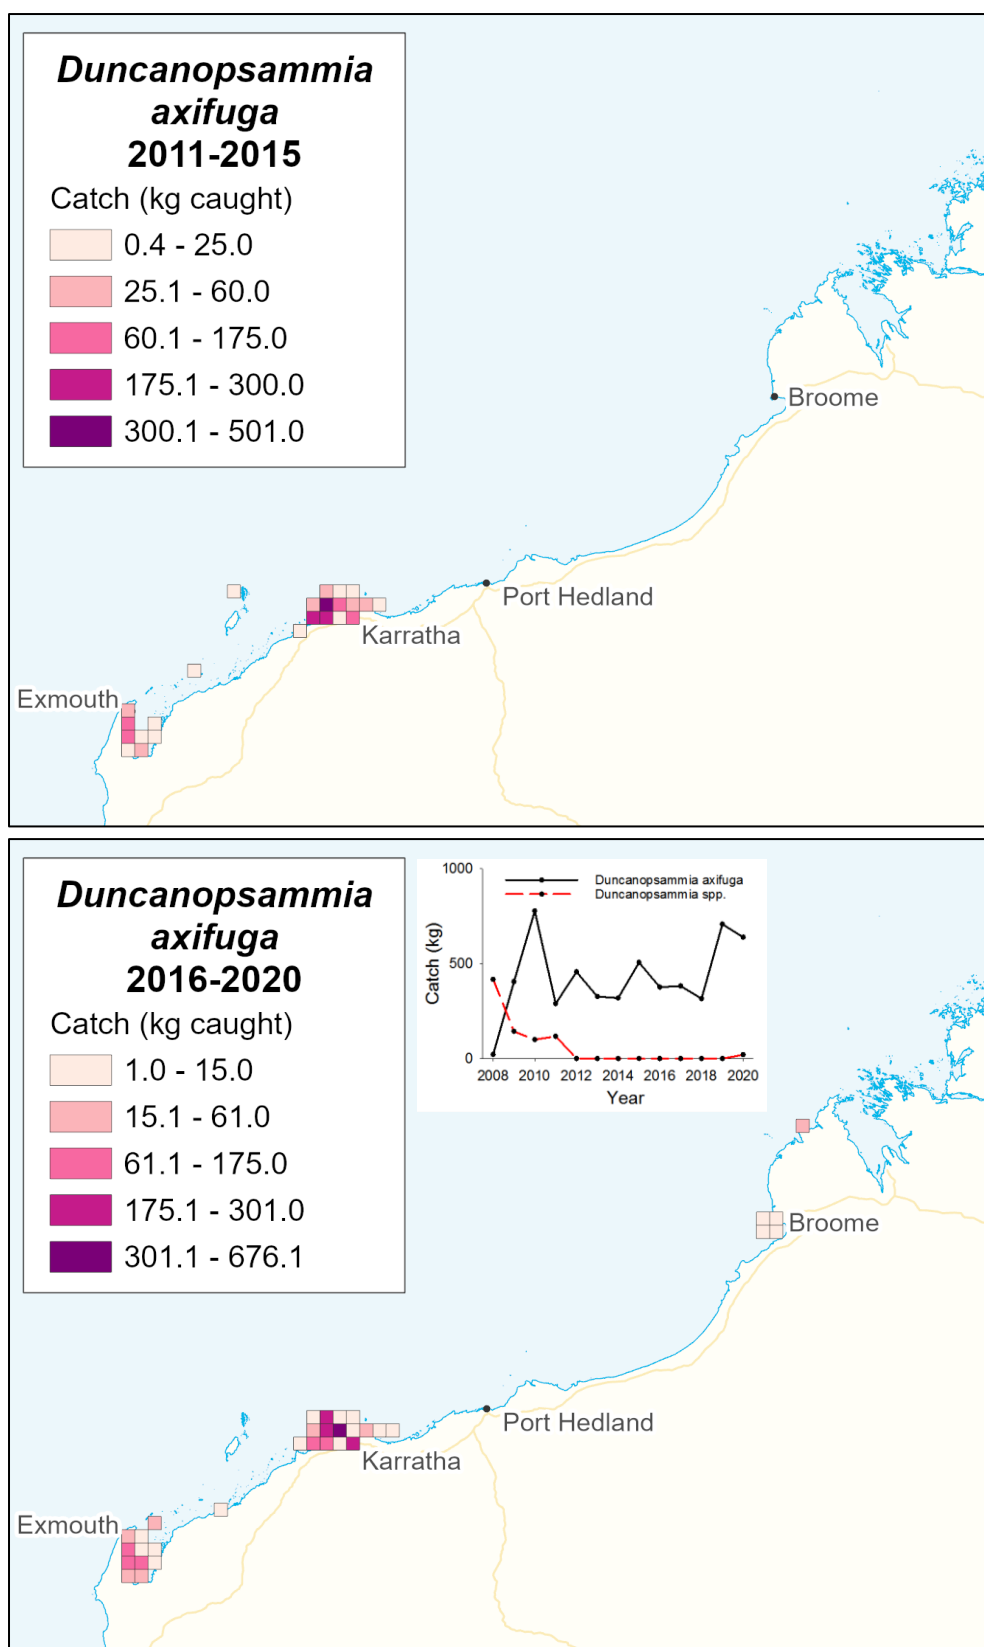 Duncanopsammia
axifuga
2011-2015
Catch (kg caught)
0.4 - 25.0
25.1 - 60.0
60.1 - 175.0
175.1 - 300.0
300.1 - 501.0
Broome
Port Hedland
Karratha
Exmouth
Duncanopsammia
axifuga
2016-2020
Catch (kg caught)
1.0 - 15.0
15.1 - 61.0
61.1 - 175.0
175.1 - 301.0
301.1 - 676.1
Duncanopsammia axifuga
Duncanopsammia spp.
1000
500
0
Catch (kg)
2008 2010 2012 2014 2016 2018 2020
Year
Broome
Port Hedland
Karratha
Exmouth